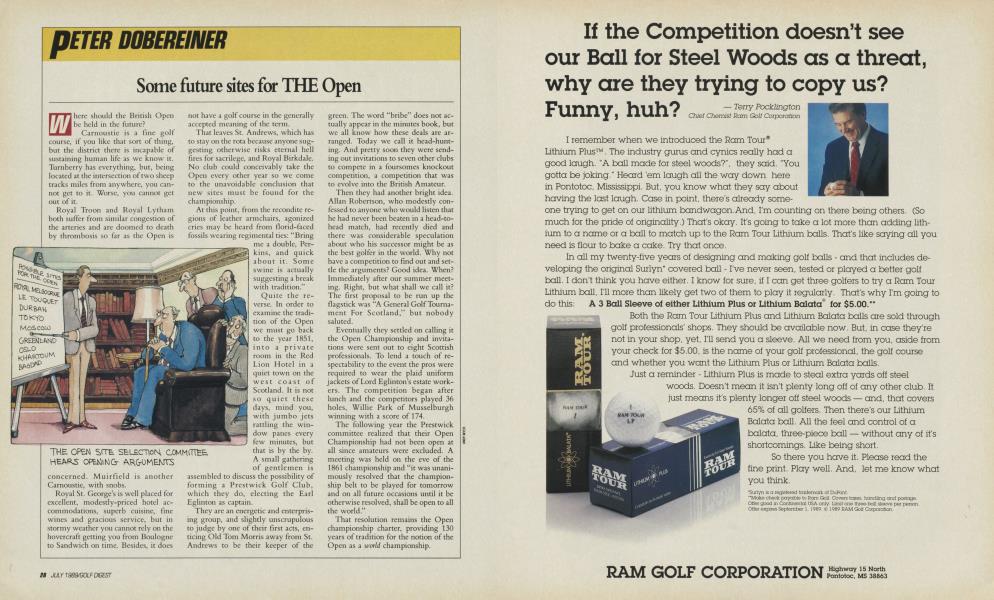 PETER DOBEREINER
Some future sites for THE Open
Where should the British Open
be held in the future?
Carnoustie is a fine golf
course, if you like that sort of thing,
but the district there is incapable of
sustaining human life as we know it.
Turnberry has everything, but, being
located at the intersection of two sheep
tracks miles from anywhere, you can-
not get to it. Worse, you cannot get
out of it.
Royal Troon and Royal Lytham
both suffer from similar congestion of
the arteries and are doomed to death
by thrombosis so far as the Open is
POSSIBLE SITES
FOR THE OPEN
ROYAL MELBOURNE
LE TOUQUET
DURBAN
TOKYO
MOSCOW
GREENLAND
OSLO
KHARTOUM
BAGDAD
THE OPEN SITE SELECTION COMMITTEE
HEARS OPENING ARGUMENTS
concerned. Muirfield is another
Carnoustie, with snobs.
Royal St. George's is well placed for
excellent, modestly-priced hotel ac-
commodations, superb cuisine, fine
wines and gracious service, but in
stormy weather you cannot rely on the
hovercraft getting you from Boulogne
to Sandwich on time. Besides, it does
not have a golf course in the generally
accepted meaning of the term.
That leaves St. Andrews, which has
to stay on the rota because anyone sug-
gesting otherwise risks eternal hell
fires for sacrilege, and Royal Birkdale.
No club could conceivably take the
Open every other year so we come
to the unavoidable conclusion that
new sites must be found for the
championship.
At this point, from the recondite re-
gions of leather armchairs, agonized
cries may be heard from florid-faced
fossils wearing regimental ties: "Bring
me a double, Per-
kins, and quick
about it. Some
swine is actually
suggesting a break
with tradition."
Quite the re-
verse. In order to
examine the tradi-
tion of the Open
we must go back
to the year 1851,
into a private
room in the Red
Lion Hotel in a
quiet town on the
west coast of
Scotland. It is not
so quiet these
days, mind you,
with jumbo jets
rattling the win-
dow panes every
few minutes, but
that is by the by.
A small gathering
of gentlemen is
assembled to discuss the possibility of
forming a Prestwick Golf Club,
which they do, electing the Earl
Eglinton as captain.
They are an energetic and enterpris-
ing group, and slightly unscrupulous
to judge by one of their first acts, en-
ticing Old Tom Morris away from St.
Andrews to be their keeper of the
green. The word "bribe" does not ac-
tually appear in the minutes book, but
we all know how these deals are ar-
ranged. Today we call it head-hunt-
ing. And pretty soon they were send-
ing out invitations to seven other clubs
to compete in a foursomes knockout
competition, a competition that was
to evolve into the British Amateur.
Then they had another bright idea.
Allan Robertson, who modestly con-
fessed to anyone who would listen that
he had never been beaten in a head-to-
head match, had recently died and
there was considerable speculation
about who his successor might be as
the best golfer in the world. Why not
have a competition to find out and set-
tle the arguments? Good idea. When?
Immediately after our summer meet-
ing. Right, but what shall we call it?
The first proposal to be run up the
flagstick was "A General Golf Tourna-
ment For Scotland," but nobody
saluted.
Eventually they settled on calling it
the Open Championship and invita-
tions were sent out to eight Scottish
professionals. To lend a touch of re-
spectability to the event the pros were
required to wear the plaid uniform
jackets of Lord Eglinton's estate work-
ers. The competition began after
lunch and the competitors played 36
holes, Willie Park of Musselburgh
winning with a score of 174.
The following year the Prestwick
committee realized that their Open
Championship had not been open at
all since amateurs were excluded. A
meeting was held on the eve of the
1861 championship and "it was unani-
mously resolved that the champion-
ship belt to be played for tomorrow
and on all future occasions until it be
otherwise resolved, shall be open to all
the world."
That resolution remains the Open
championship charter, providing 130
years of tradition for the notion of the
Open as a world championship.
28 JULY 1989/GOLF DIGEST
If the Competition doesn't see
our Ball for Steel Woods as a threat,
why are they trying to copy us?
Funny, huh?
— Terry Pocklington
Chief Chemist Ram Golf Corporation
I remember when we introduced the Ram Tour®
Lithium Plus™. The industry gurus and cynics really had a
good laugh. "A ball made for steel woods?", they said. "You
gotta be joking." Heard 'em laugh all the way down here
in Pontotoc, Mississippi. But, you know what they say about
having the last laugh. Case in point, there's already some-
one trying to get on our lithium bandwagon. And, I'm counting on there being others. (So
much for the pride of originality.) That's okay. It's going to take a lot more than adding lith-
ium to a name or a ball to match up to the Ram Tour Lithium balls. That's like saying all you
need is flour to bake a cake. Try that once.
In all my twenty-five years of designing and making golf balls - and that includes de-
veloping the original Surlyn* covered ball - I've never seen, tested or played a better golf
ball. I don't think you have either. I know for sure, if I can get three golfers to try a Ram Tour
Lithium ball, I'll more than likely get two of them to play it regularly. That's why I'm going to
do this: A 3 Ball Sleeve of either Lithium Plus or Lithium Balata® for $5.00.**
Both the Ram Tour Lithium Plus and Lithium Balata balls are sold through
golf professionals' shops. They should be available now. But, in case they're
not in your shop, yet, I'll send you a sleeve. All we need from you, aside from
your check for $5.00, is the name of your golf professional, the golf course
and whether you want the Lithium Plus or Lithium Balata balls.
Just a reminder - Lithium Plus is made to steal extra yards off steel
woods. Doesn't mean it isn't plenty long off of any other club. It
just means it's plenty longer off steel woods — and, that covers
65% of all golfers. Then there's our Lithium
Balata ball. All the feel and control of a
balata, three-piece ball — without any of it's
shortcomings. Like being short.
So there you have it. Please read the
fine print. Play well. And, let me know what
you think.
*Surlyn is a registered trademark of DuPont.
**Make check payable to Ram Golf. Covers taxes, handling and postage.
Offer good in Continental USA only. Limit one three-ball sleeve per person.
Offer expires September 1, 1989. © 1989 RAM Golf Corporation.
RAM TOUR
LITHIUM BALATA
RAM TOUR
RAM TOUR
LP
RAM TOUR
LITHIUM PLUS
RAM TOUR
RAM GOLF CORPORATION
Highway 15 North
Pontotoc, MS 38863